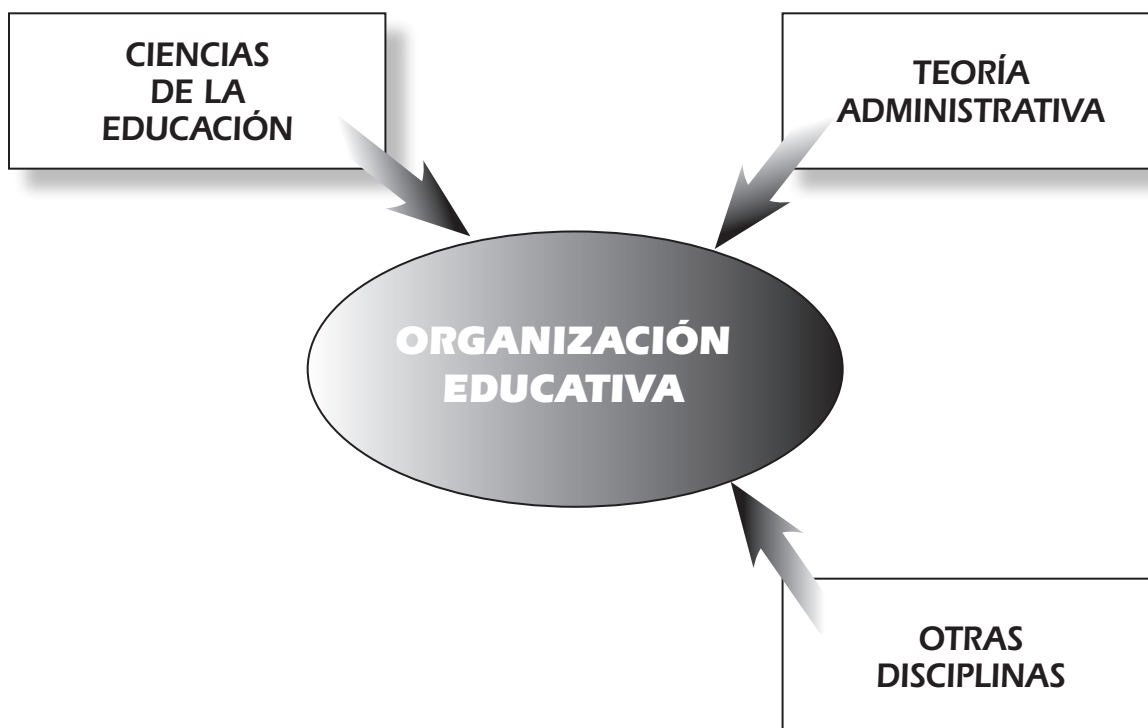 CIENCIAS
DE LA
EDUCACIÓN
TEORÍA
ADMINISTRATIVA
ORGANIZACIÓN
EDUCATIVA
OTRAS
DISCIPLINAS